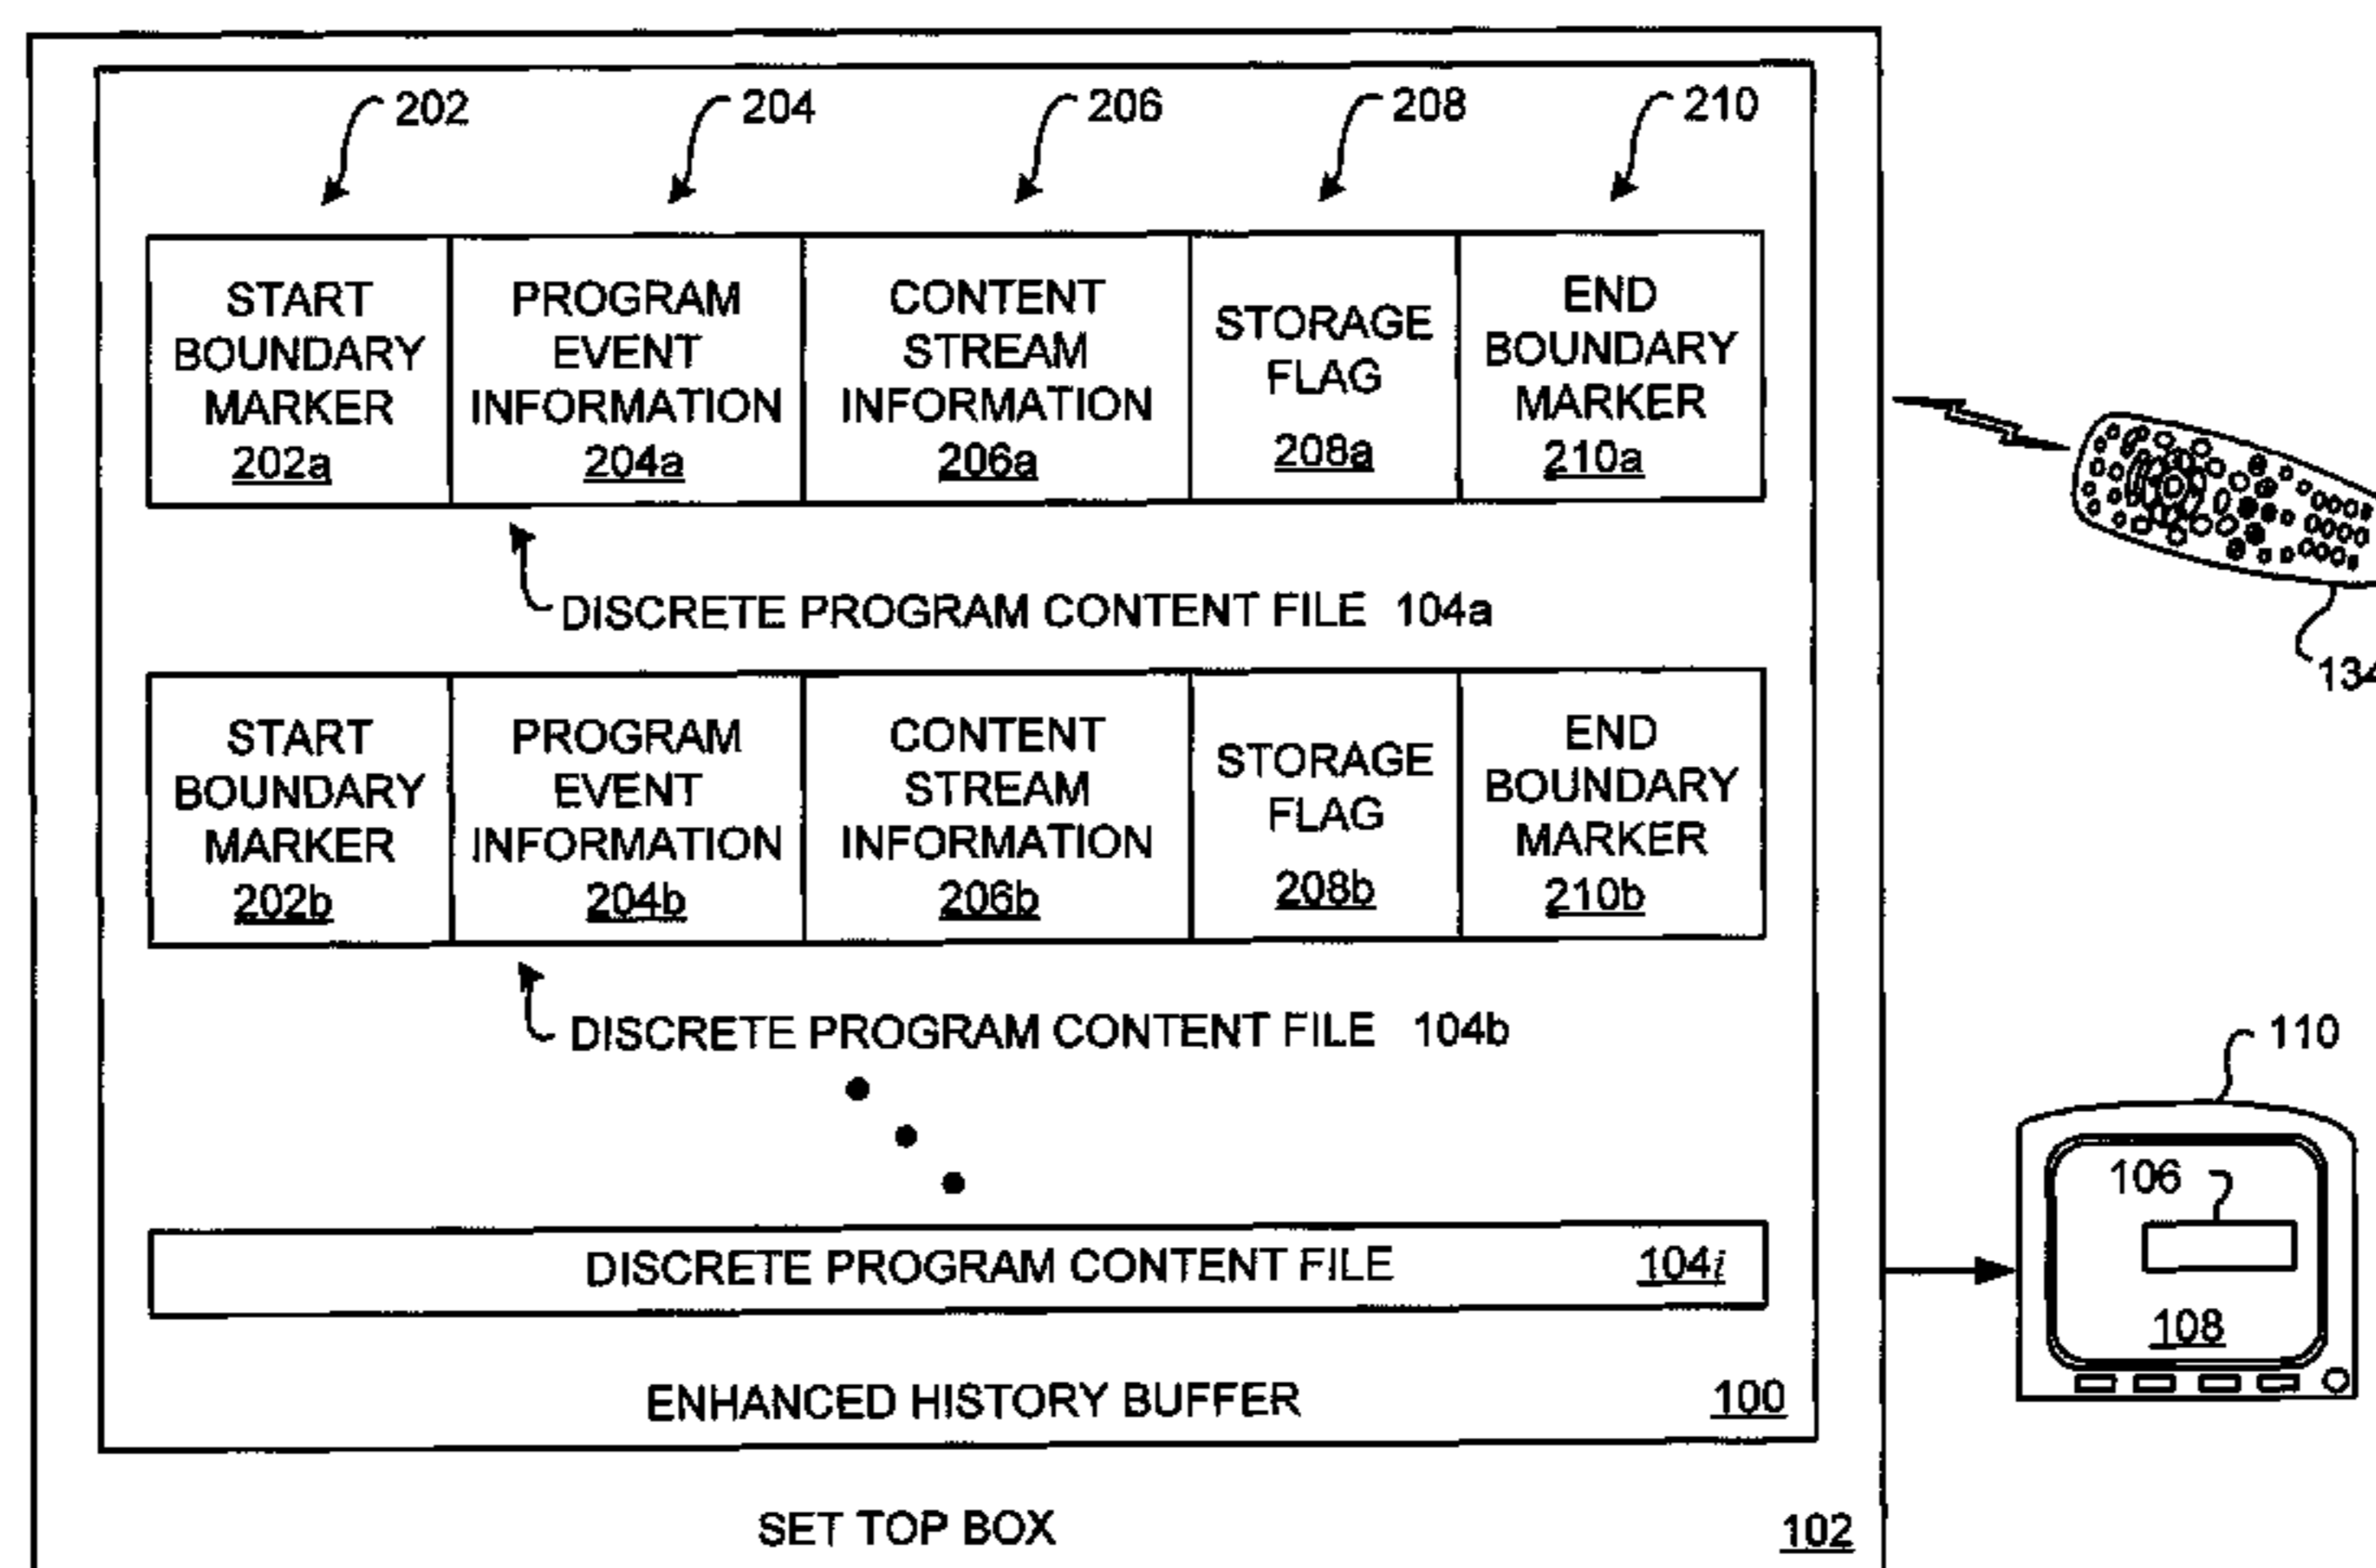 202 204 206 208 210
START BOUNDARY MARKER 202a
PROGRAM EVENT INFORMATION 204a
CONTENT STREAM INFORMATION 206a
STORAGE FLAG 208a
END BOUNDARY MARKER 210a
DISCRETE PROGRAM CONTENT FILE 104a
134
START BOUNDARY MARKER 202b
PROGRAM EVENT INFORMATION 204b
CONTENT STREAM INFORMATION 206b
STORAGE FLAG 208b
END BOUNDARY MARKER 210b
DISCRETE PROGRAM CONTENT FILE 104b
110
106
108
DISCRETE PROGRAM CONTENT FILE 104i
ENHANCED HISTORY BUFFER 100
SET TOP BOX 102